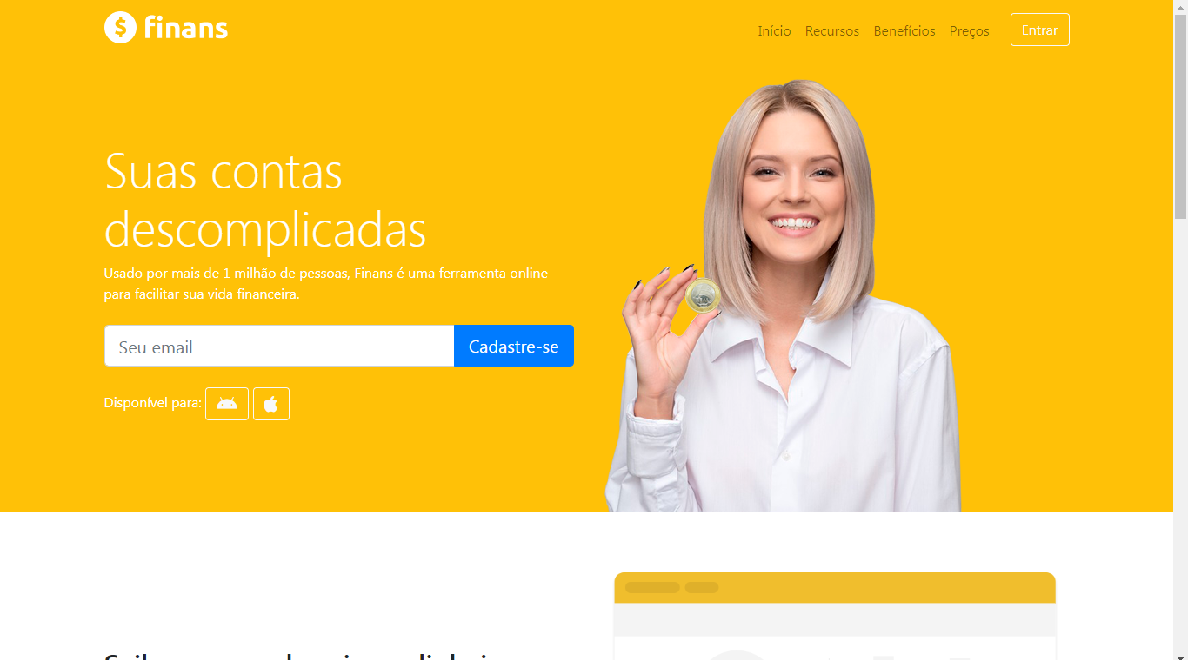 finans
Início Recursos Benefícios Preços Entrar
Suas contas
descomplicadas
Usado por mais de 1 milhão de pessoas, Finans é uma ferramenta online
para facilitar sua vida financeira.
Seu email Cadastre-se
Disponível para: